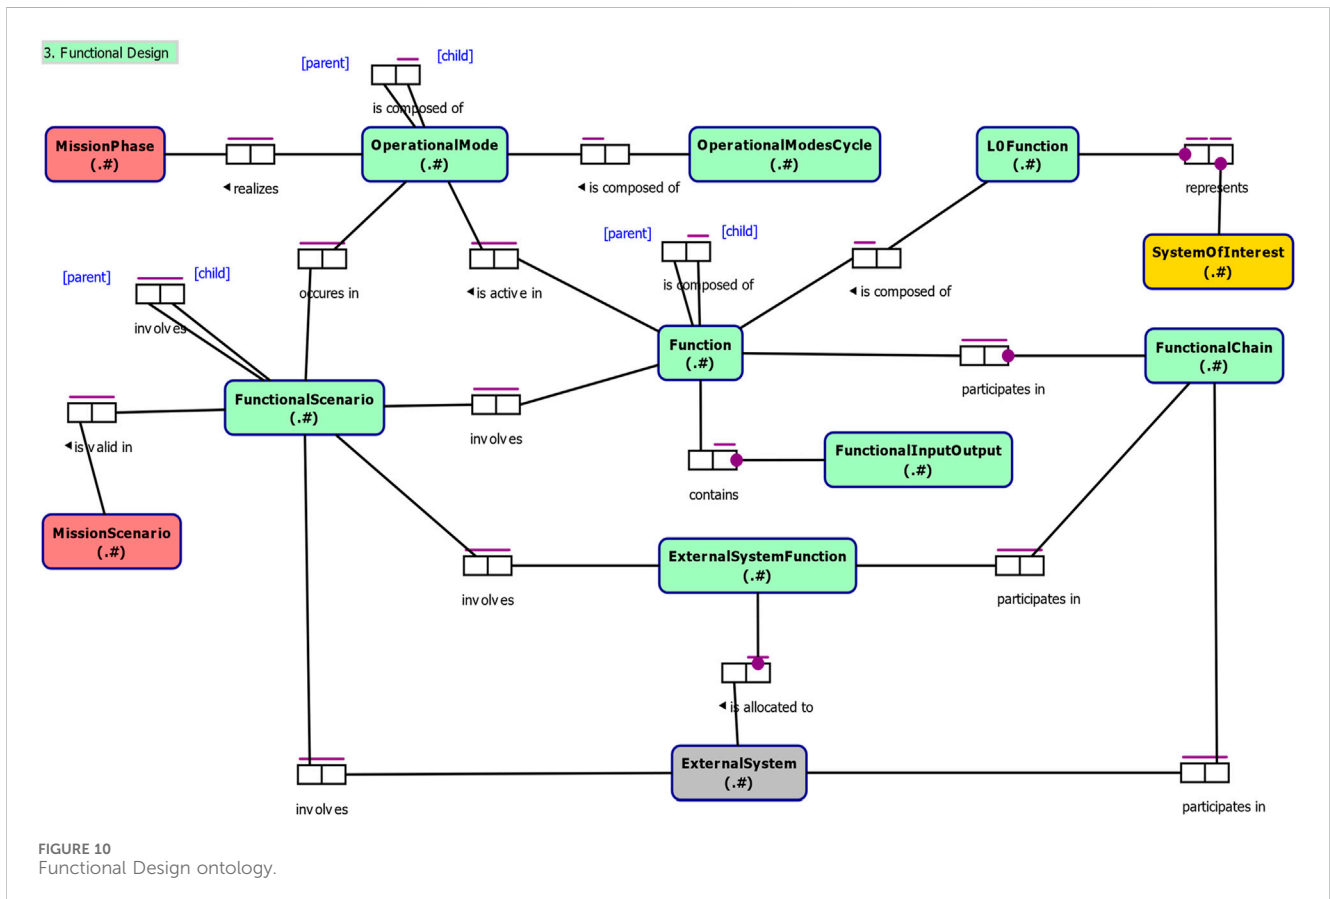 3. Functional Design
[parent]
[child]
is composed of
MissionPhase
(.#)
OperationalMode
(.#)
OperationalModesCycle
(.#)
L0Function
(.#)
◄ realizes
◄ is composed of
represents
[parent]
[child]
is composed of
SystemOfInterest
(.#)
[parent]
[child]
involves
occures in
◄ is active in
◄ is composed of
Function
(.#)
FunctionalChain
(.#)
participates in
FunctionalScenario
(.#)
involves
◄ is valid in
FunctionalInputOutput
(.#)
contains
MissionScenario
(.#)
ExternalSystemFunction
(.#)
involves
participates in
◄ is allocated to
ExternalSystem
(.#)
involves
participates in
FIGURE 10
Functional Design ontology.